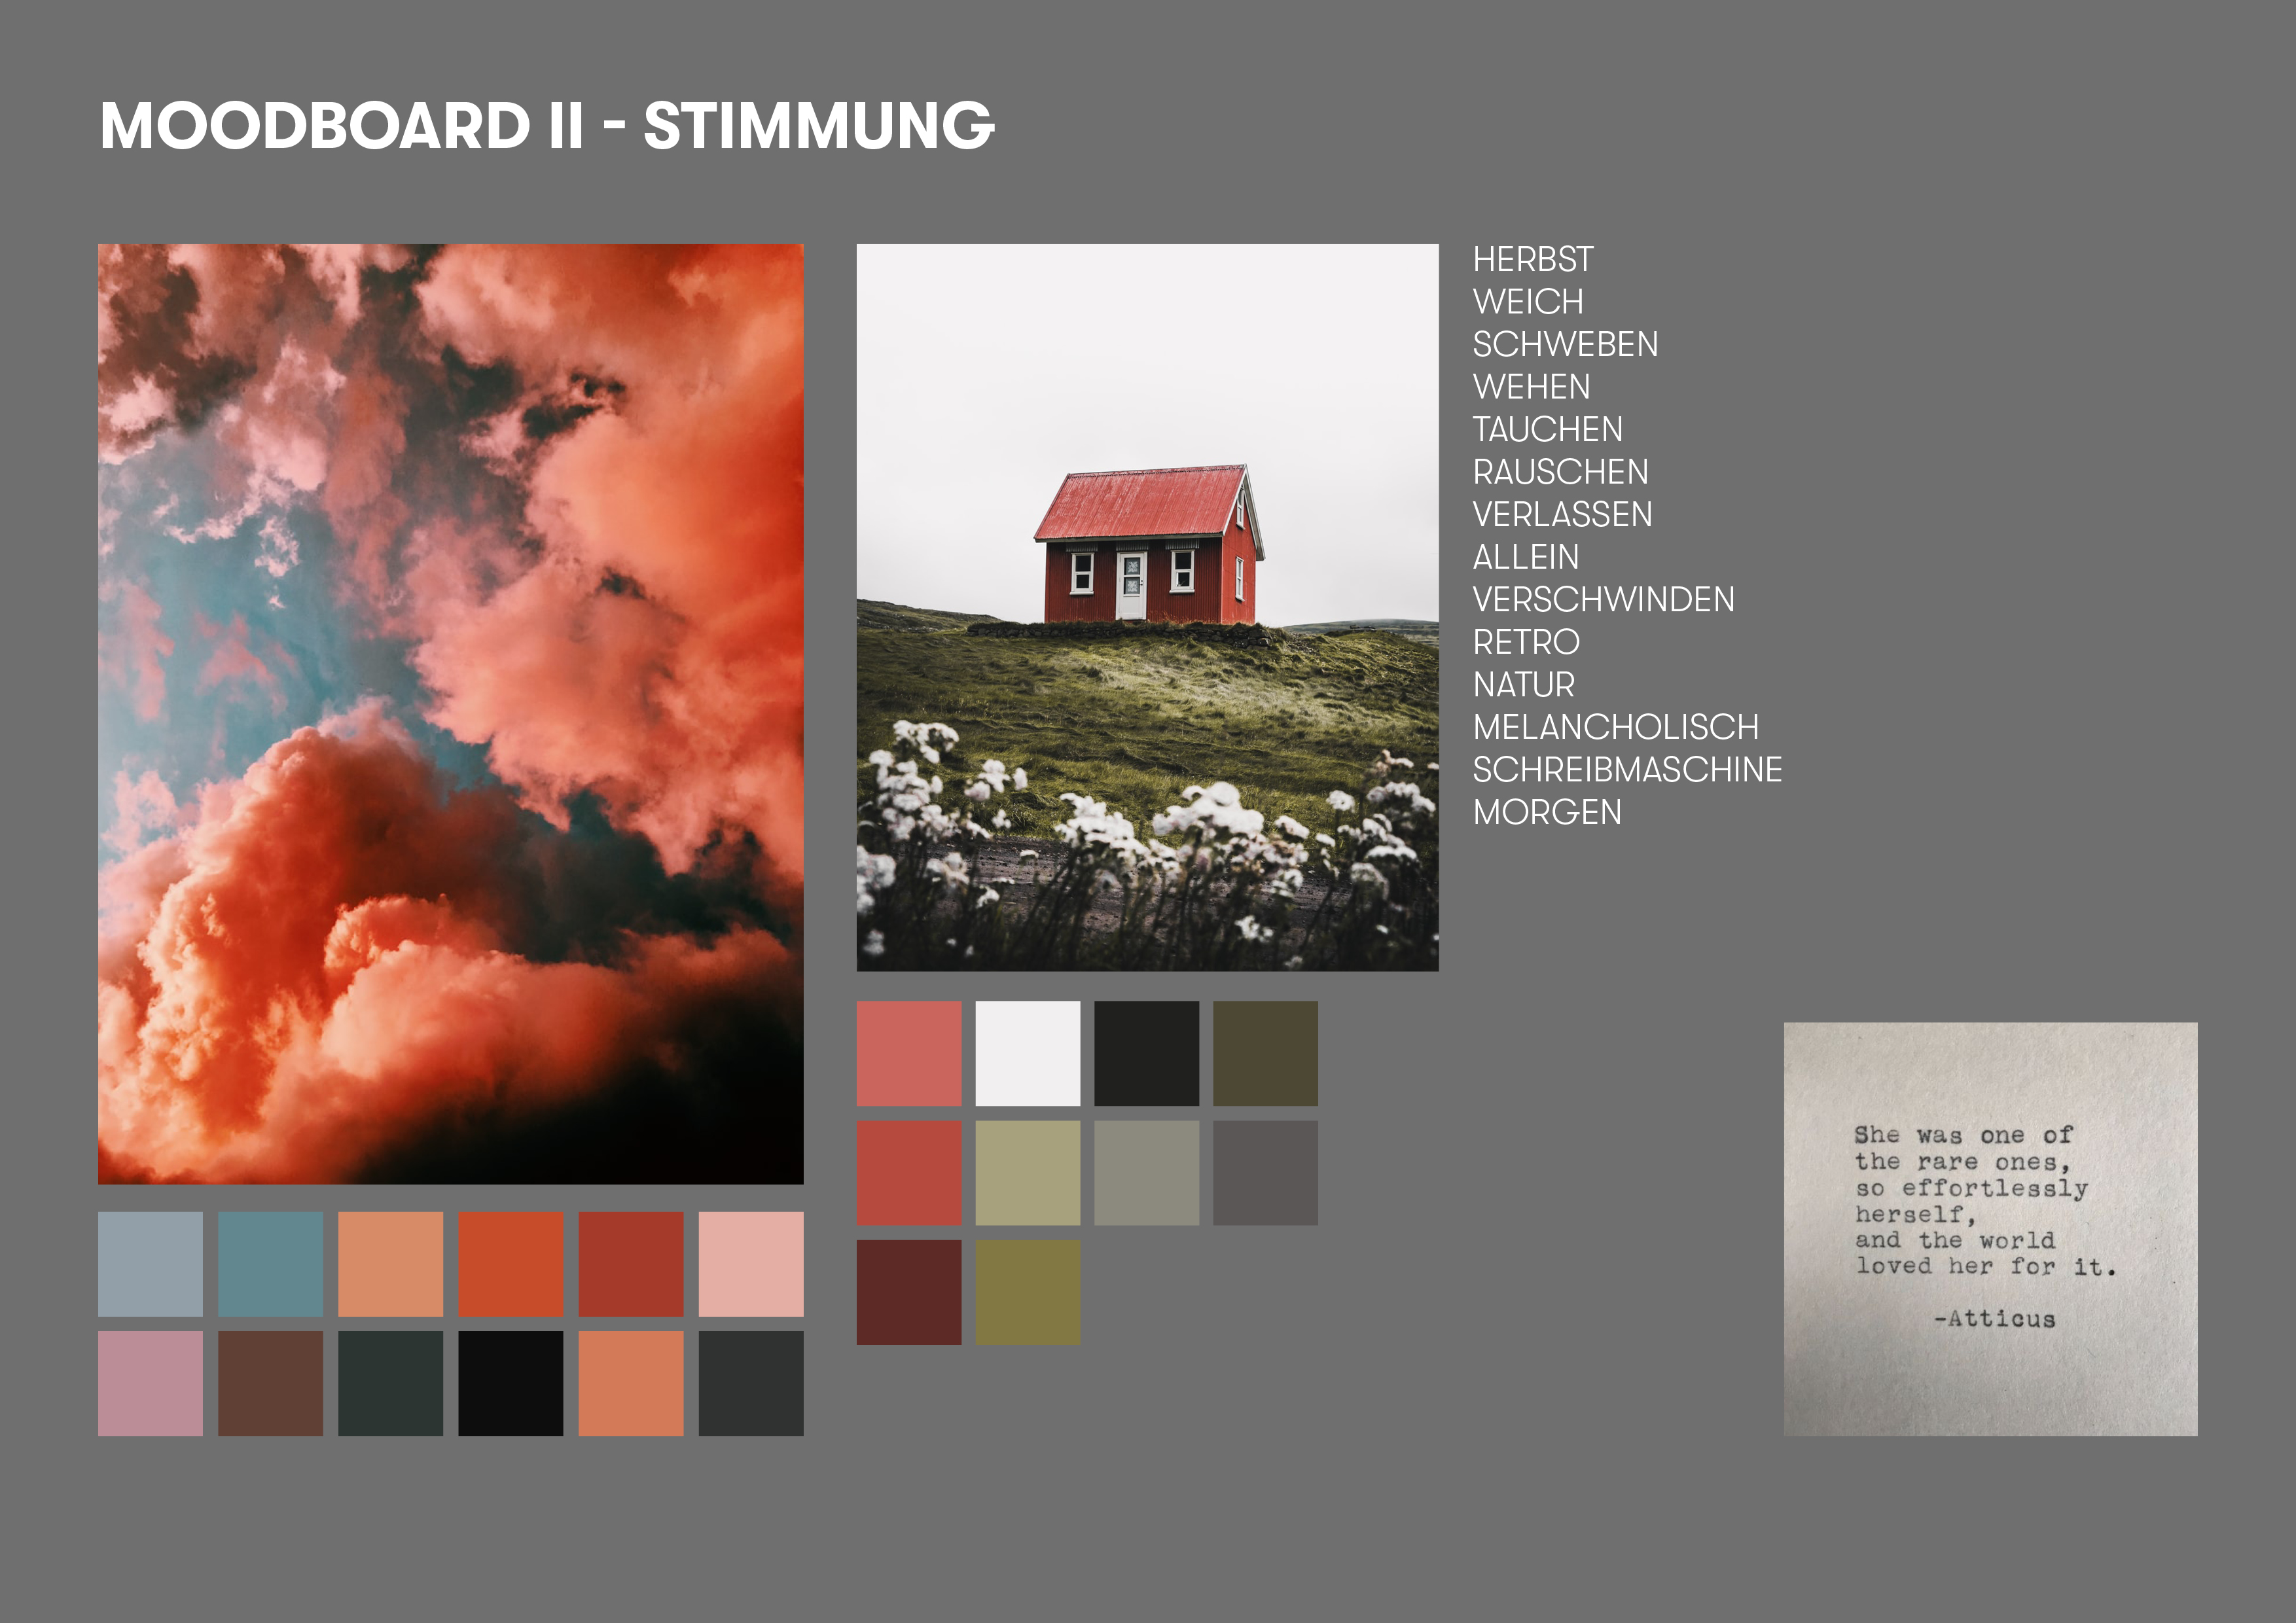 MOODBOARD II - STIMMUNG
HERBST
WEICH
SCHWEBEN
WEHEN
TAUCHEN
RAUSCHEN
VERLASSEN
ALLEIN
VERSCHWINDEN
RETRO
NATUR
MELANCHOLISCH
SCHREIBMASCHINE
MORGEN
She was one of
the rare ones,
so effortlessly
herself,
and the world
loved her for it.
-Atticus